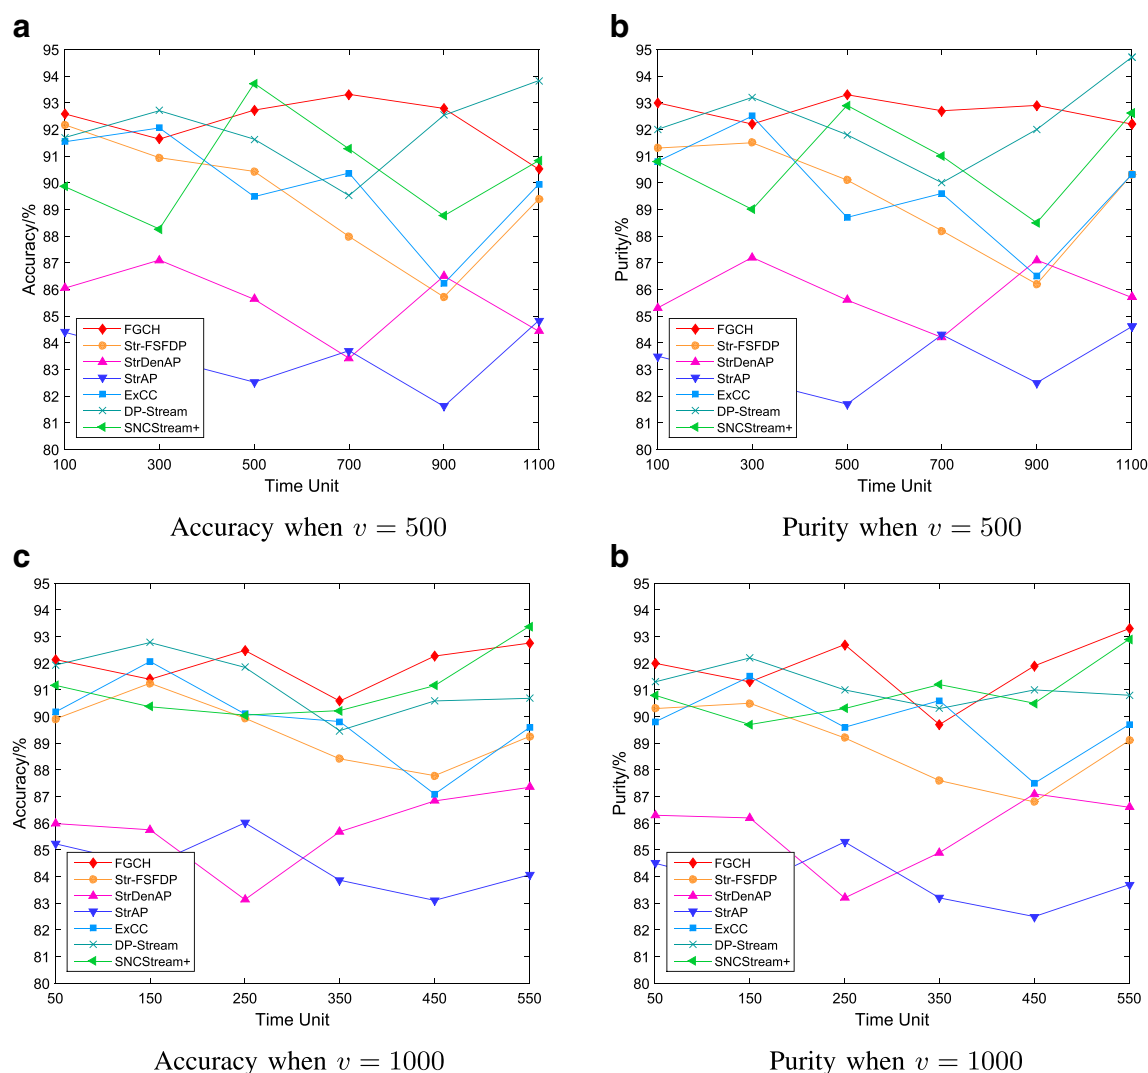 a
95
94
93
92
91
90
89
88
87
86
85
84
83
82
81
80
Accuracy/%
FGCH
Str-FSFDP
StrDenAP
StrAP
ExCC
DP-Stream
SNCStream+
100 300 500 700 900 1100
Time Unit
Accuracy when v = 500
b
95
94
93
92
91
90
89
88
87
86
85
84
83
82
81
80
Purity/%
FGCH
Str-FSFDP
StrDenAP
StrAP
ExCC
DP-Stream
SNCStream+
100 300 500 700 900 1100
Time Unit
Purity when v = 500
c
95
94
93
92
91
90
89
88
87
86
85
84
83
82
81
80
Accuracy/%
FGCH
Str-FSFDP
StrDenAP
StrAP
ExCC
DP-Stream
SNCStream+
50 150 250 350 450 550
Time Unit
Accuracy when v = 1000
b
95
94
93
92
91
90
89
88
87
86
85
84
83
82
81
80
Purity/%
FGCH
Str-FSFDP
StrDenAP
StrAP
ExCC
DP-Stream
SNCStream+
50 150 250 350 450 550
Time Unit
Purity when v = 1000